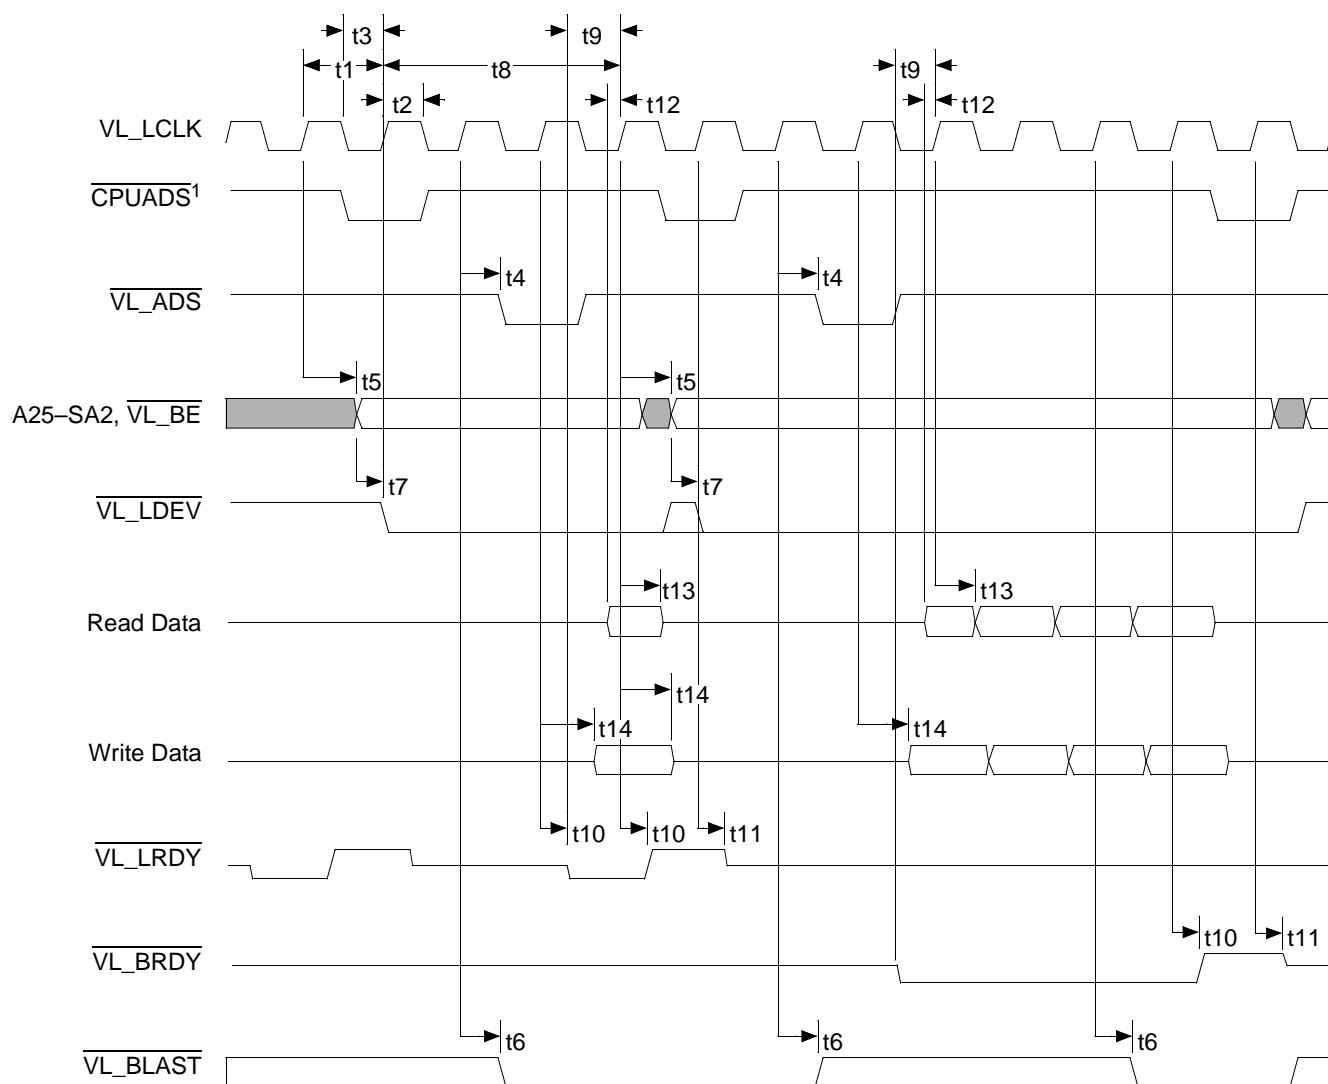 t3
t9
t1
t8
t9
t2
t12
t12
VL_LCLK
CPUADS1
t4
t4
VL_ADS
t5
t5
A25–SA2, VL_BE
t7
t7
VL_LDEV
t13
t13
Read Data
t14
t14
t14
Write Data
t10
t10
t11
VL_LRDY
t10
t11
VL_BRDY
t6
t6
t6
VL_BLAST